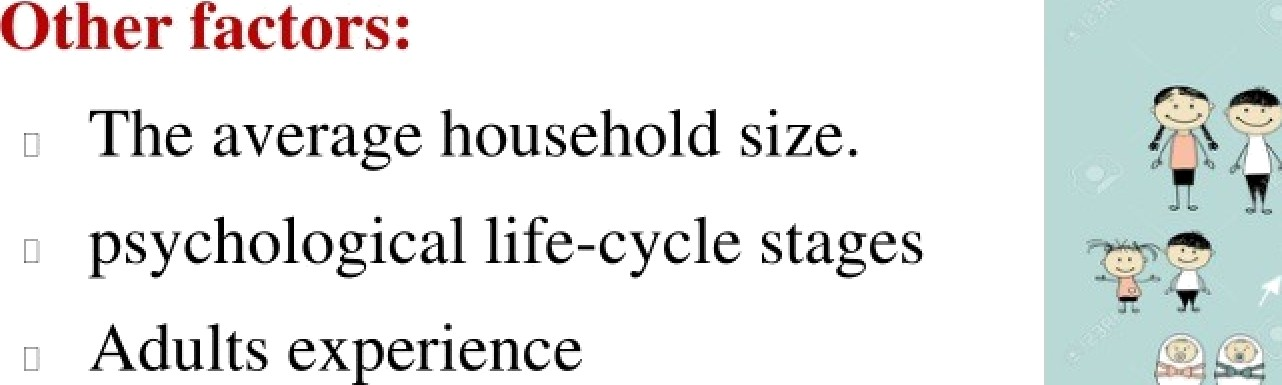 Other factors:
The average household size.
psychological life-cycle stages
Adults experience